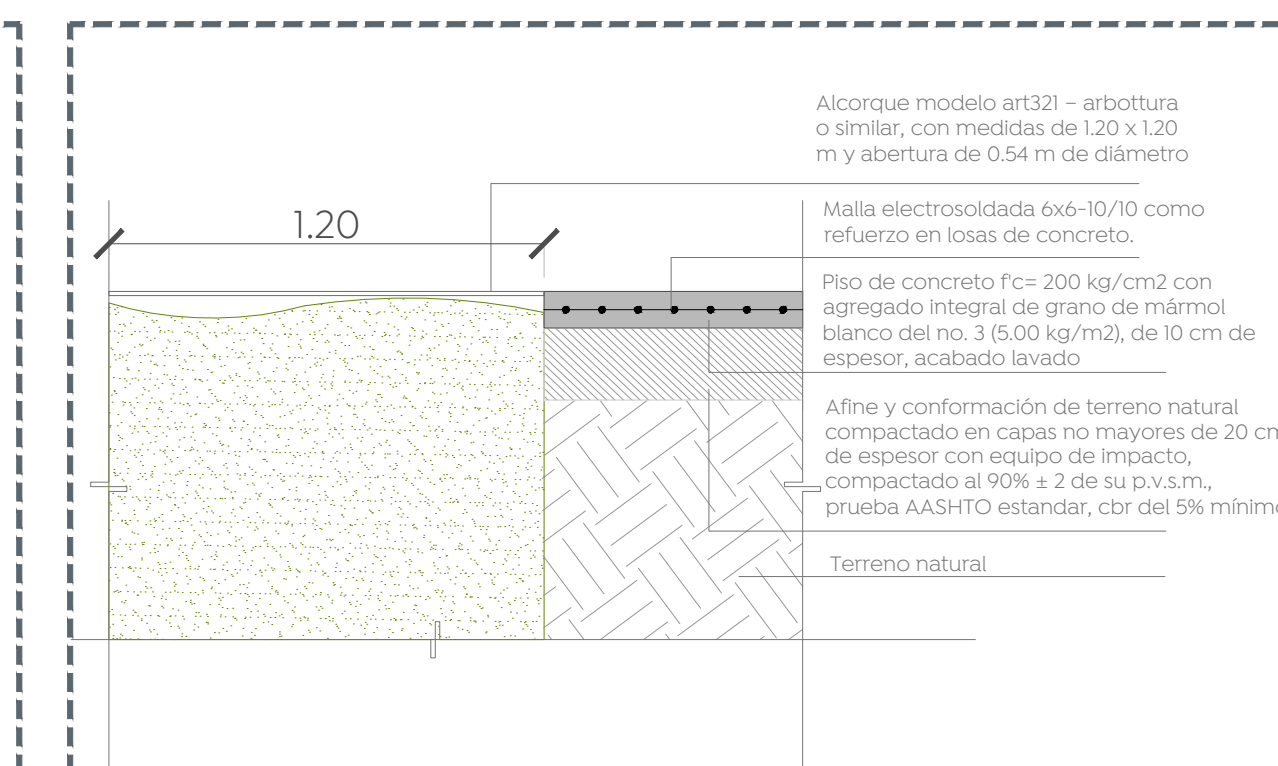 Alcorque modelo art321 – arbottura
o similar, con medidas de 1.20 x 1.20
m y abertura de 0.54 m de diámetro
1.20
Malla electrosoldada 6x6-10/10 como
refuerzo en losas de concreto.
Piso de concreto f'c= 200 kg/cm2 con
agregado integral de grano de mármol
blanco del no. 3 (5.00 kg/m2), de 10 cm de
espesor, acabado lavado
Afine y conformación de terreno natural
compactado en capas no mayores de 20 cm
de espesor con equipo de impacto,
compactado al 90% ± 2 de su p.v.s.m.,
prueba AASHTO estandar, cbr del 5% mínimo
Terreno natural